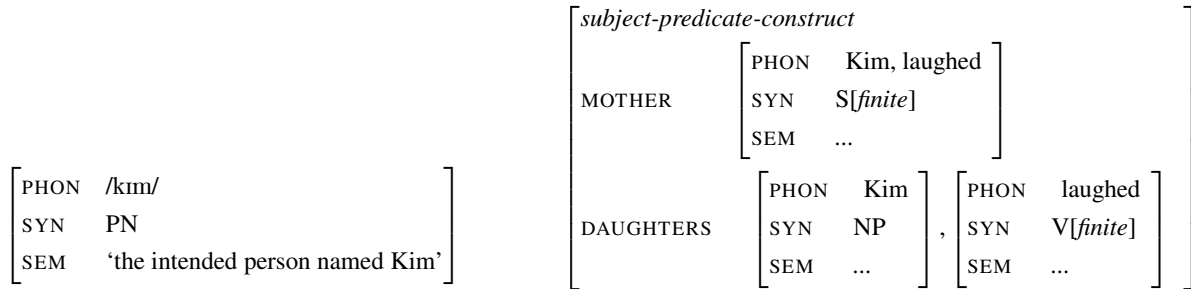 PHON /kɪm/
SYN PN
SEM ‘the intended person named Kim’
subject-predicate-construct
MOTHER
PHON Kim, laughed
SYN S[finite]
SEM ...
DAUGHTERS
PHON Kim
SYN NP
SEM ...
,
PHON laughed
SYN V[finite]
SEM ...